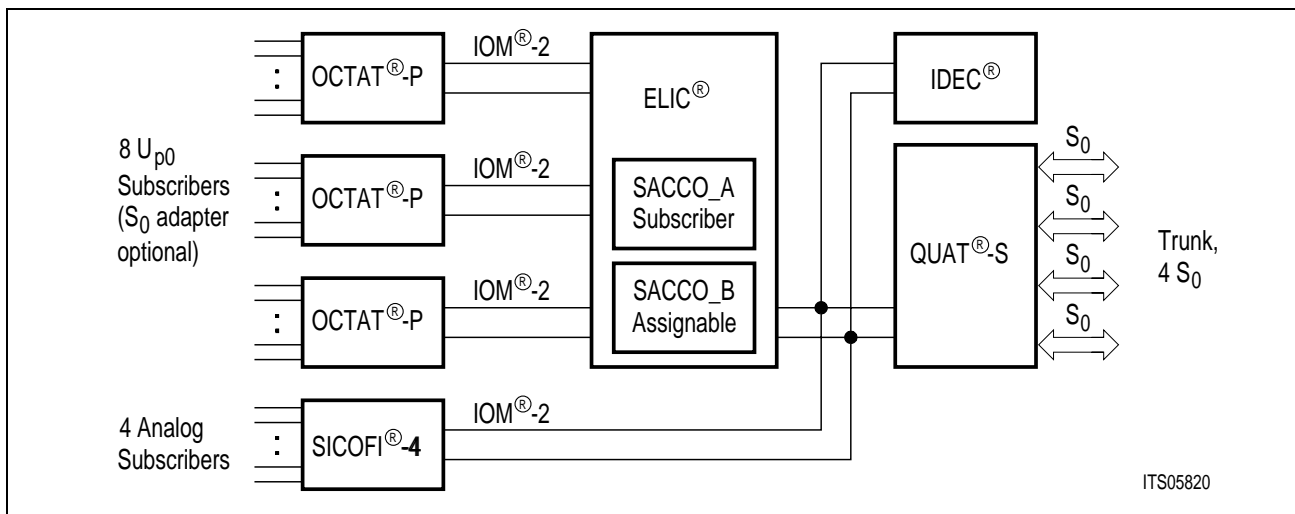 OCTAT®-P
IOM®-2
8 Up0
Subscribers
(S0 adapter
optional)
OCTAT®-P
IOM®-2
OCTAT®-P
IOM®-2
4 Analog
Subscribers
SICOFI®-4
IOM®-2
ELIC®
SACCO_A
Subscriber
SACCO_B
Assignable
IDEC®
QUAT®-S
S0
S0
S0
S0
Trunk,
4 S0
ITS05820